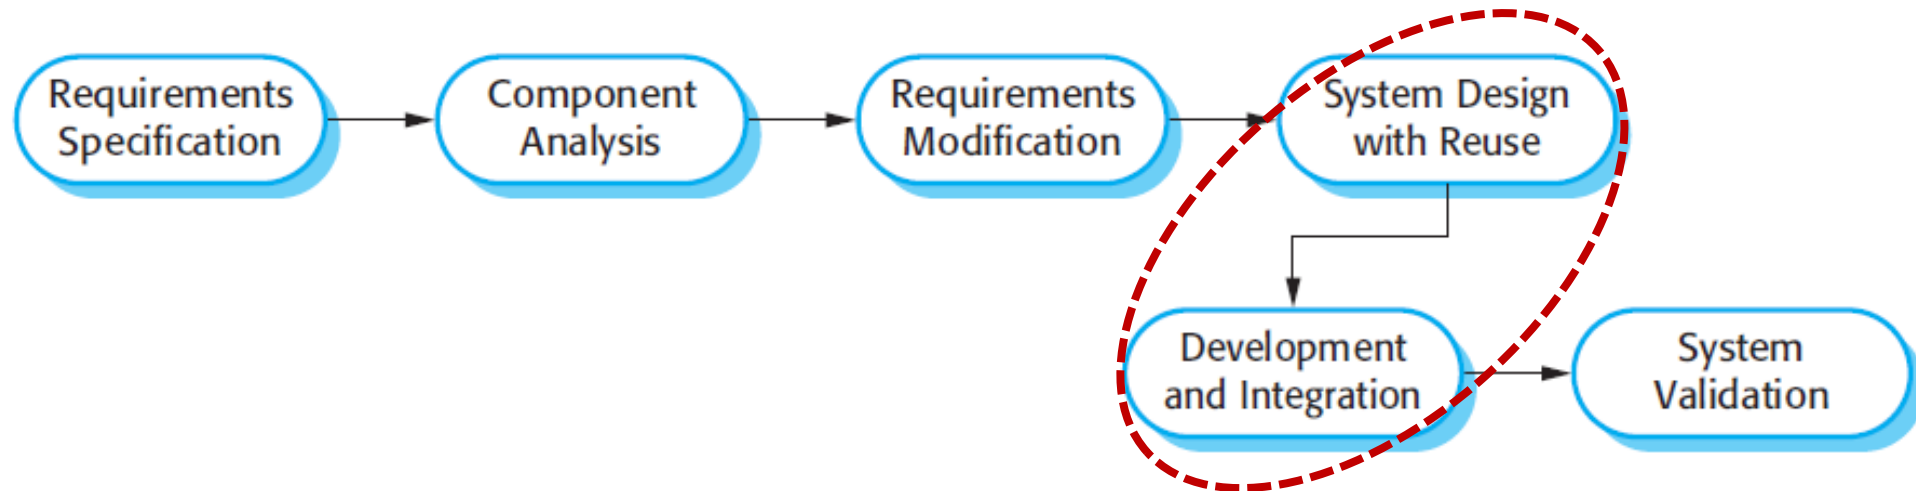 Requirements
Specification
Component
Analysis
Requirements
Modification
System Design
with Reuse
Development
and Integration
System
Validation